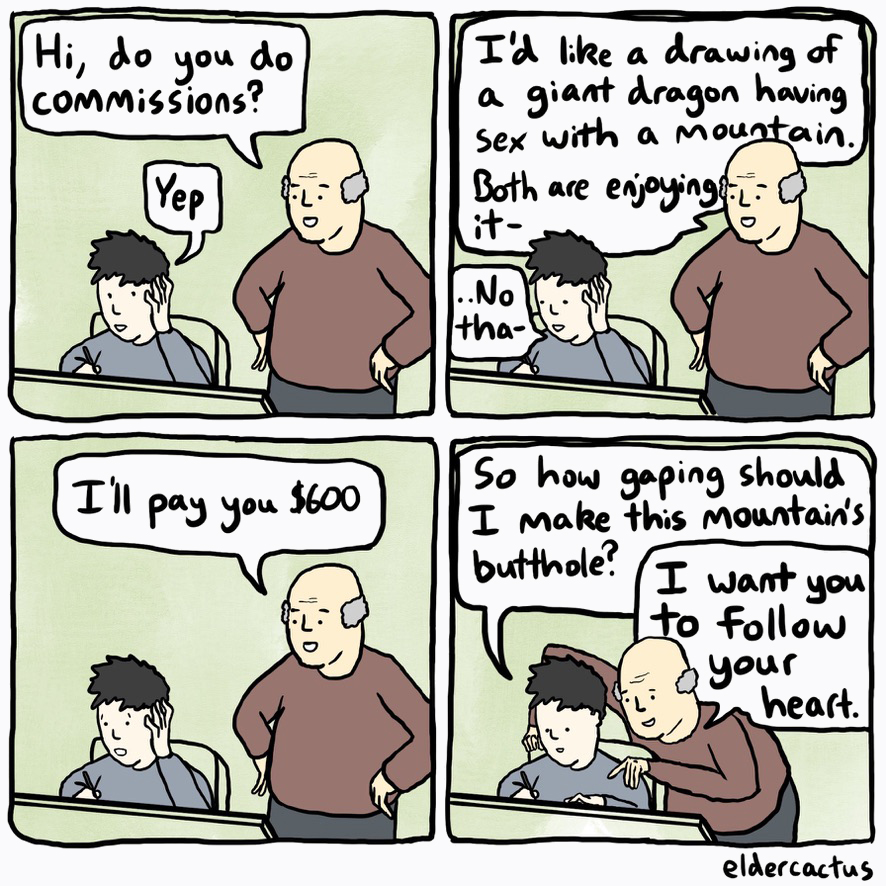 Hi, do you do
commissions?
Yep
I'd like a drawing of
a giant dragon having
sex with a mountain.
Both are enjoying
it-
..No
tha-
I'll pay you $600
So how gaping should
I make this mountain's
butthole?
I want you
to follow
your
heart.
eldercactus